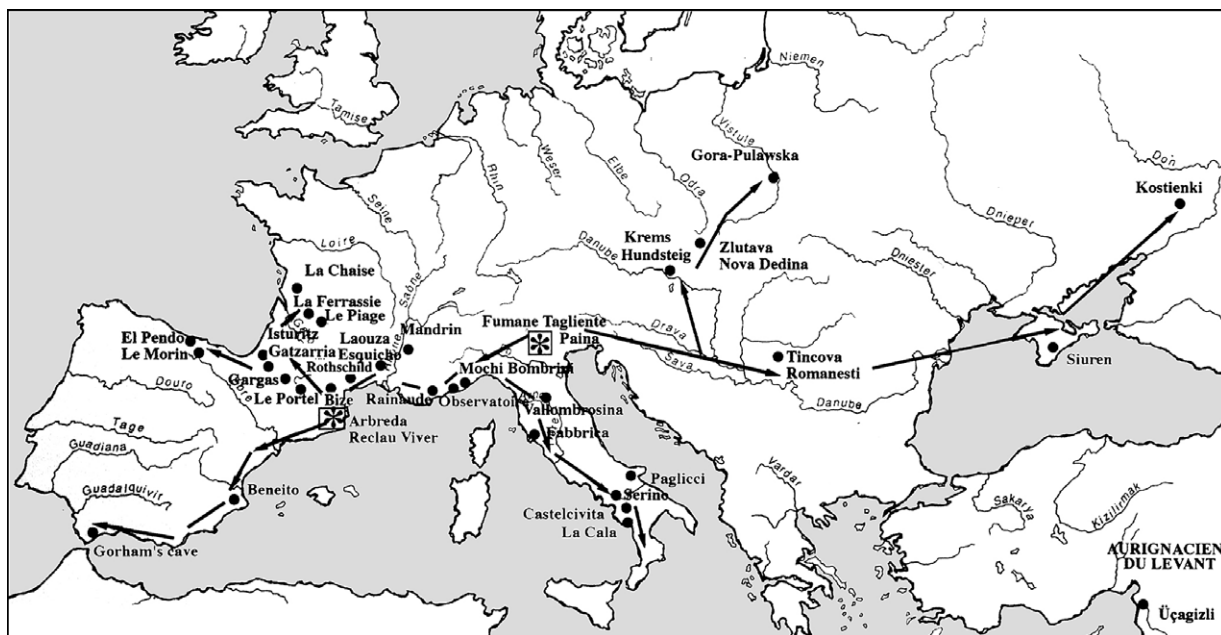 Niemen
Tamise
Vistule
Gora-Pulawska
Don
Weser
Elbe
Odra
Rhin
Kostienki
Seine
Dnieper
Loire
Danube
Krems
Hundsteig
Zlutava
Nova Dedina
Dniester
La Chaise
Saône
La Ferrassie
Le Piage
El Pendo
Le Morin
Isturitz
Gatzarria
Laouza
Esquicho
Rothschild
Mandrin
Fumane Tagliente
Paina
Drava
Sava
Tincova
Romanesti
Siuren
Douro
Gargas
Le Portel
Bize
Rainaude
Observatoire
Mochi Bombrini
Danube
Vallombrosina
Fabbrica
Arbreda
Reclau Viver
Tage
Guadiana
Guadalquivir
Beneito
Paglicci
Serino
Castelcivita
La Cala
Vardar
Sakarya
Kizilirmak
Gorham's cave
AURIGNACIEN
DU LEVANT
Üçagizli